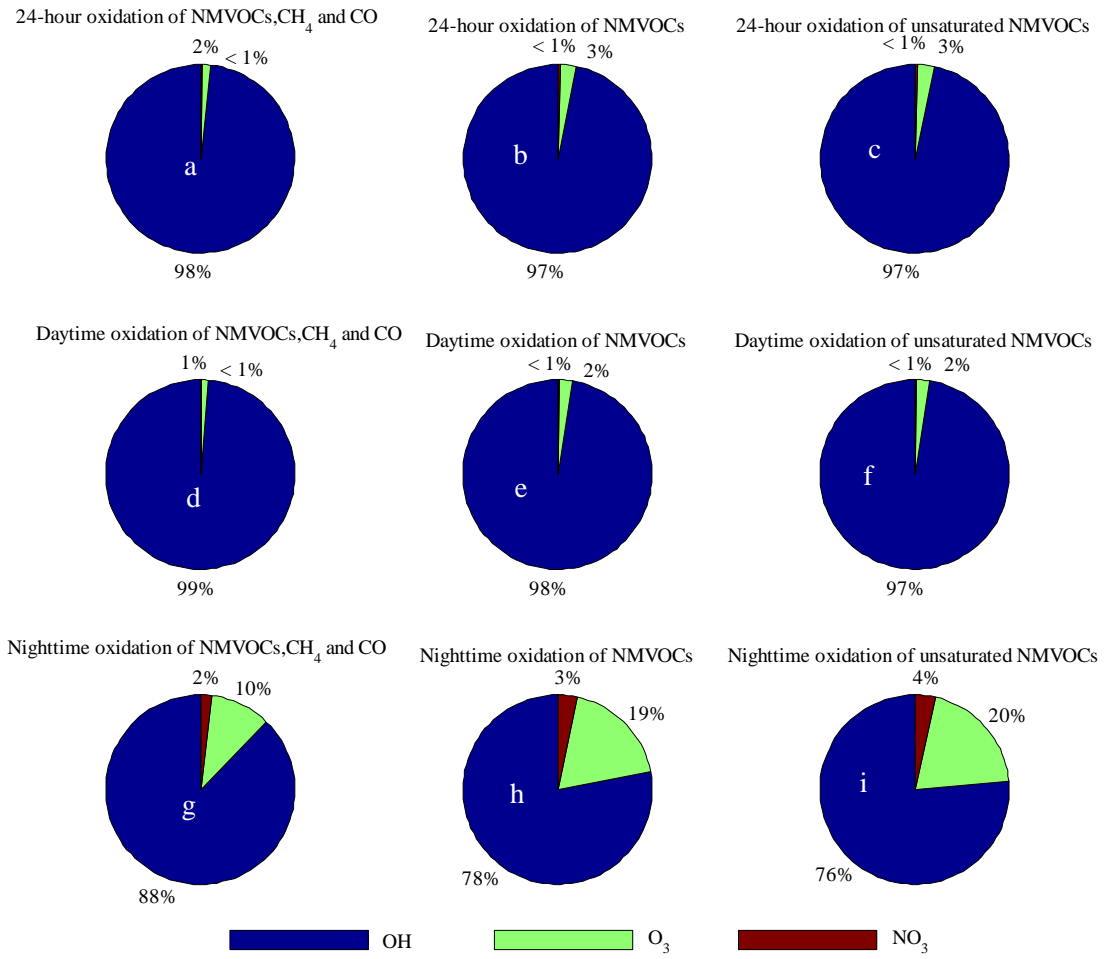 24-hour oxidation of NMVOCs,CH4 and CO
2%
< 1%
a
98%
24-hour oxidation of NMVOCs
< 1%
3%
b
97%
24-hour oxidation of unsaturated NMVOCs
< 1%
3%
c
97%
Daytime oxidation of NMVOCs,CH4 and CO
1%
< 1%
d
99%
Daytime oxidation of NMVOCs
< 1%
2%
e
98%
Daytime oxidation of unsaturated NMVOCs
< 1%
2%
f
97%
Nighttime oxidation of NMVOCs,CH4 and CO
2%
10%
g
88%
Nighttime oxidation of NMVOCs
3%
19%
h
78%
Nighttime oxidation of unsaturated NMVOCs
4%
20%
i
76%
OH
O3
NO3